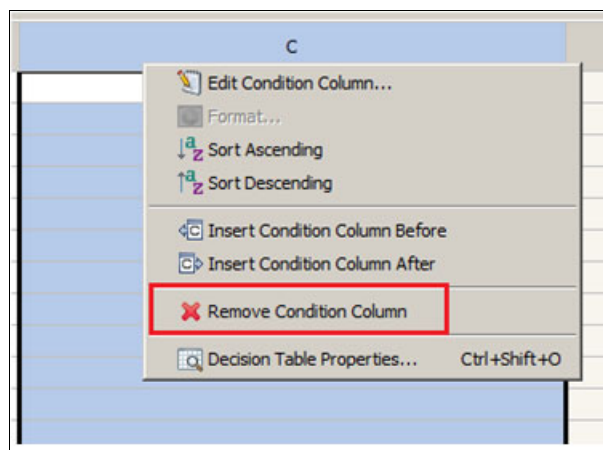 C
Edit Condition Column...
Format...
Sort Ascending
Sort Descending
Insert Condition Column Before
Insert Condition Column After
Remove Condition Column
Decision Table Properties... Ctrl+Shift+O